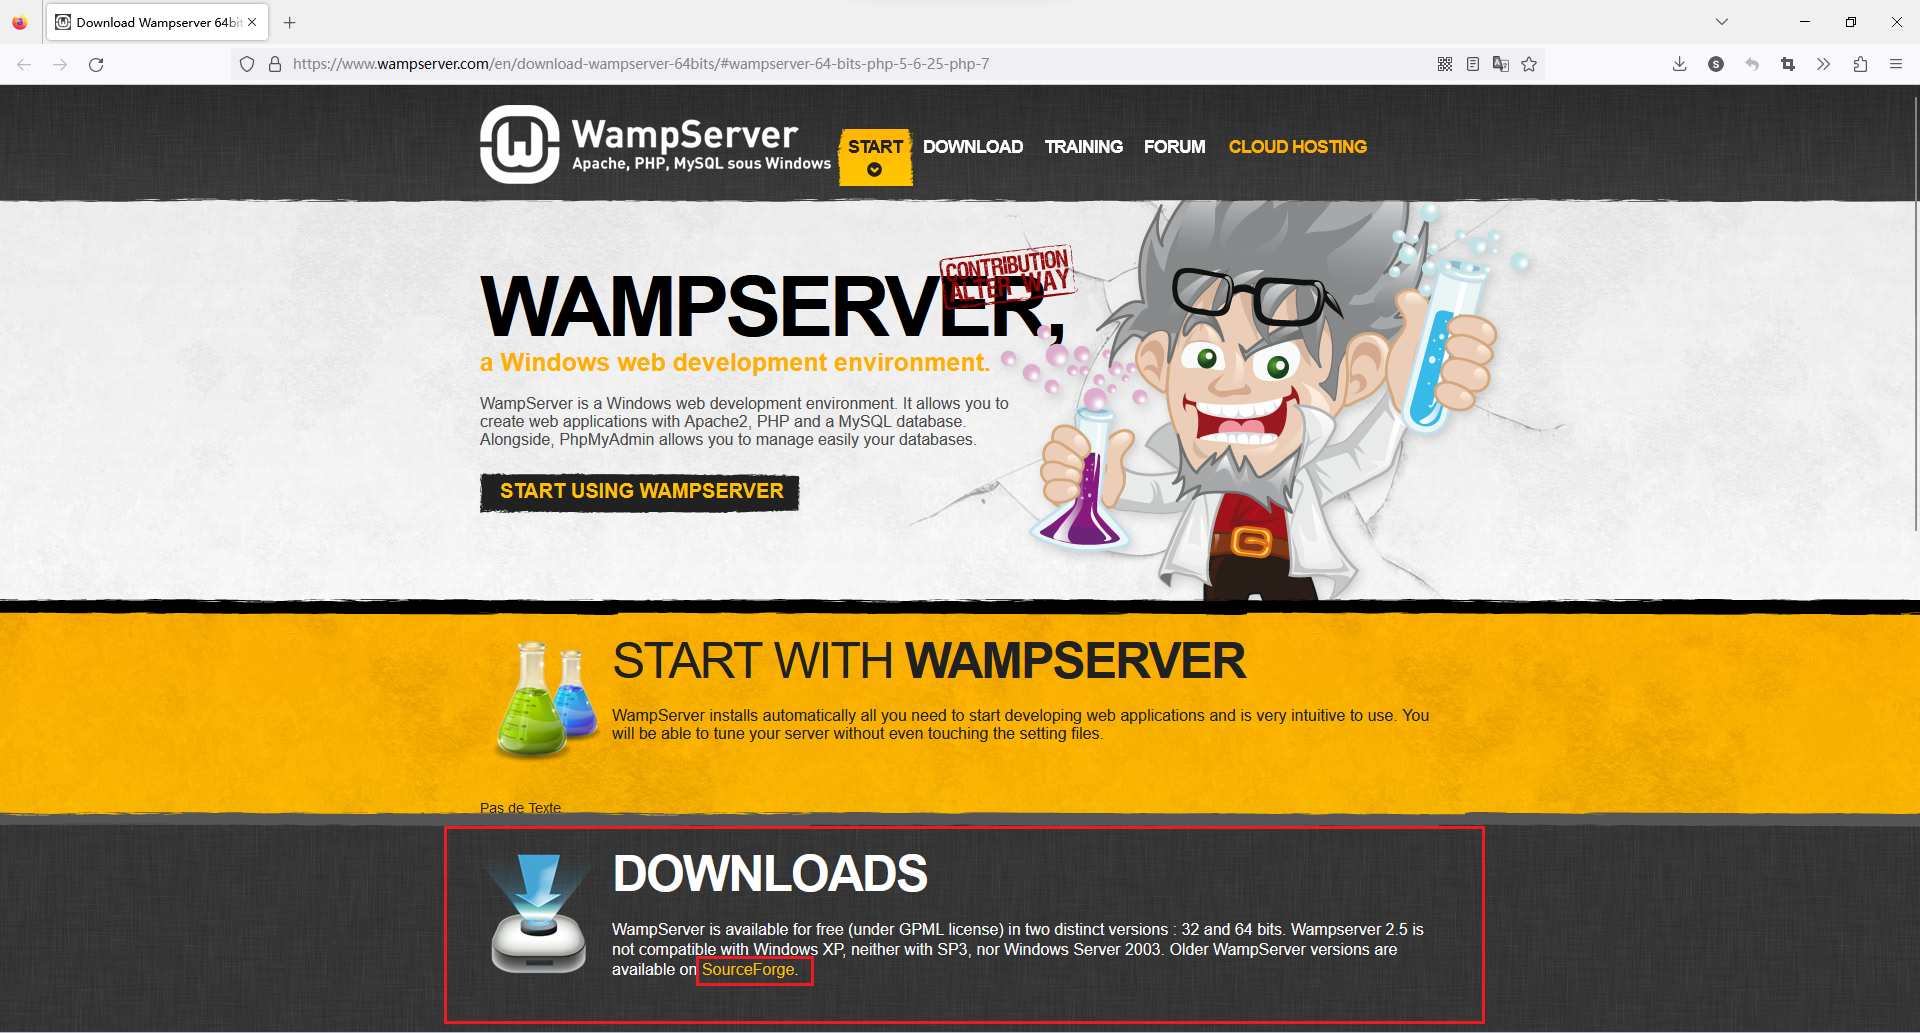 Download Wampserver 64bit
https://www.wampserver.com/en/download-wampserver-64bits/#wampserver-64-bits-php-5-6-25-php-7
WampServer
Apache, PHP, MySQL sous Windows
START
DOWNLOAD
TRAINING
FORUM
CLOUD HOSTING
CONTRIBUTION
ALTER WAY
WAMPSERVER,
a Windows web development environment.
WampServer is a Windows web development environment. It allows you to
create web applications with Apache2, PHP and a MySQL database.
Alongside, PhpMyAdmin allows you to manage easily your databases.
START USING WAMPSERVER
START WITH WAMPSERVER
WampServer installs automatically all you need to start developing web applications and is very intuitive to use. You
will be able to tune your server without even touching the setting files.
Pas de Texte
DOWNLOADS
WampServer is available for free (under GPML license) in two distinct versions : 32 and 64 bits. Wampserver 2.5 is
not compatible with Windows XP, neither with SP3, nor Windows Server 2003. Older WampServer versions are
available on SourceForge.